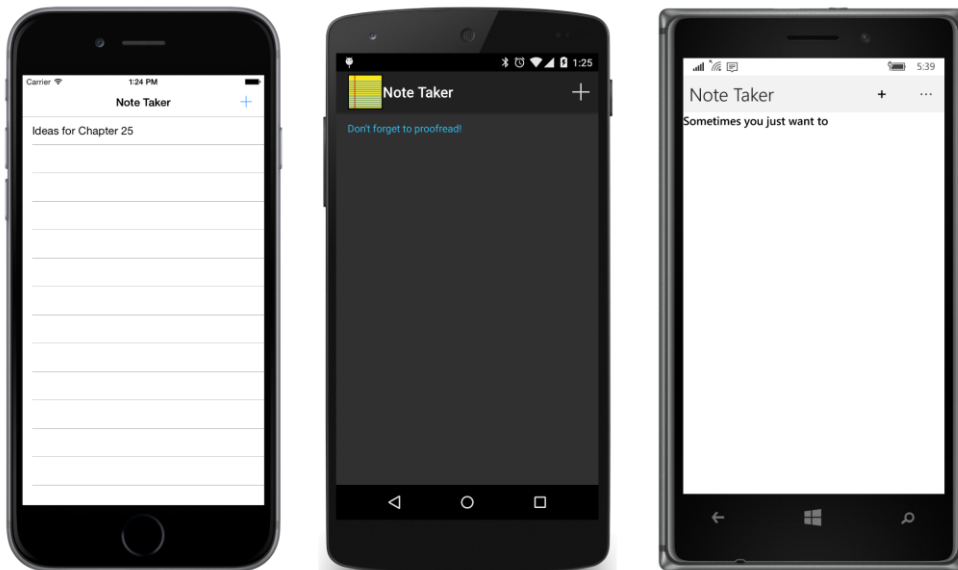 Carrier 1:24 PM
Note Taker +
Ideas for Chapter 25
1:25
Note Taker +
Don't forget to proofread!
5:39
Note Taker + ...
Sometimes you just want to